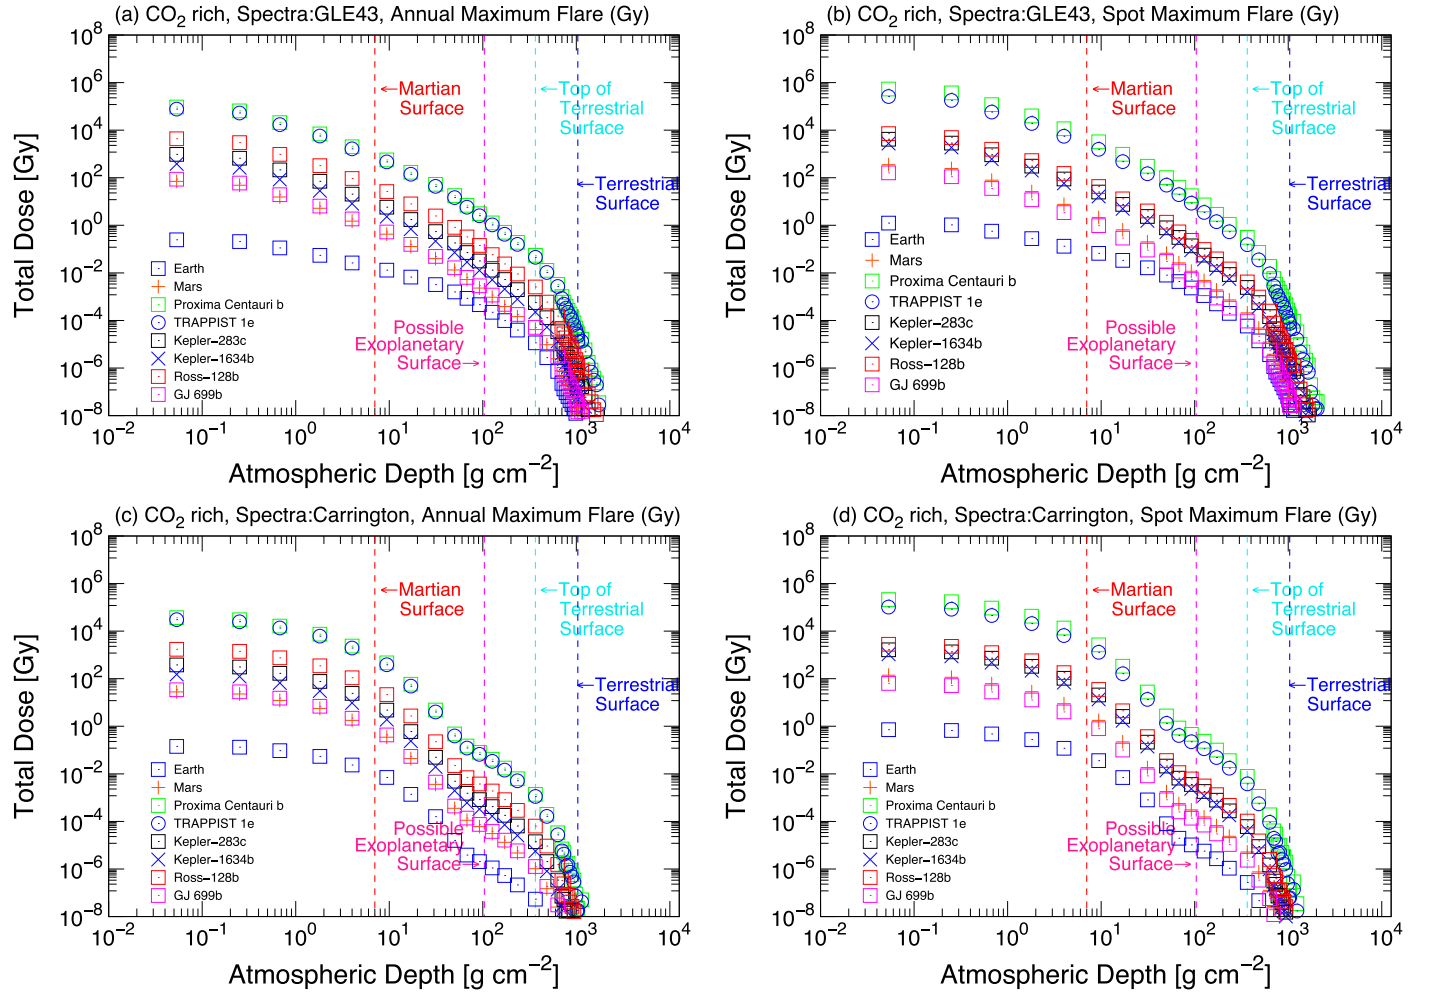 (a) CO2 rich, Spectra:GLE43, Annual Maximum Flare (Gy)
Total Dose [Gy]
10^8
10^6
10^4
10^2
10^0
10^−2
10^−4
10^−6
10^−8
Martian
Surface
Top of
Terrestrial
Surface
Terrestrial
Surface
Possible
Exoplanetary
Surface
Earth
Mars
Proxima Centauri b
TRAPPIST 1e
Kepler−283c
Kepler−1634b
Ross−128b
GJ 699b
10^−2
10^−1
10^0
10^1
10^2
10^3
10^4
Atmospheric Depth [g cm^−2]
(b) CO2 rich, Spectra:GLE43, Spot Maximum Flare (Gy)
Total Dose [Gy]
10^8
10^6
10^4
10^2
10^0
10^−2
10^−4
10^−6
10^−8
Martian
Surface
Top of
Terrestrial
Surface
Terrestrial
Surface
Possible
Exoplanetary
Surface
Earth
Mars
Proxima Centauri b
TRAPPIST 1e
Kepler−283c
Kepler−1634b
Ross−128b
GJ 699b
10^−2
10^−1
10^0
10^1
10^2
10^3
10^4
Atmospheric Depth [g cm^−2]
(c) CO2 rich, Spectra:Carrington, Annual Maximum Flare (Gy)
Total Dose [Gy]
10^8
10^6
10^4
10^2
10^0
10^−2
10^−4
10^−6
10^−8
Martian
Surface
Top of
Terrestrial
Surface
Terrestrial
Surface
Possible
Exoplanetary
Surface
Earth
Mars
Proxima Centauri b
TRAPPIST 1e
Kepler−283c
Kepler−1634b
Ross−128b
GJ 699b
10^−2
10^−1
10^0
10^1
10^2
10^3
10^4
Atmospheric Depth [g cm^−2]
(d) CO2 rich, Spectra:Carrington, Spot Maximum Flare (Gy)
Total Dose [Gy]
10^8
10^6
10^4
10^2
10^0
10^−2
10^−4
10^−6
10^−8
Martian
Surface
Top of
Terrestrial
Surface
Terrestrial
Surface
Possible
Exoplanetary
Surface
Earth
Mars
Proxima Centauri b
TRAPPIST 1e
Kepler−283c
Kepler−1634b
Ross−128b
GJ 699b
10^−2
10^−1
10^0
10^1
10^2
10^3
10^4
Atmospheric Depth [g cm^−2]